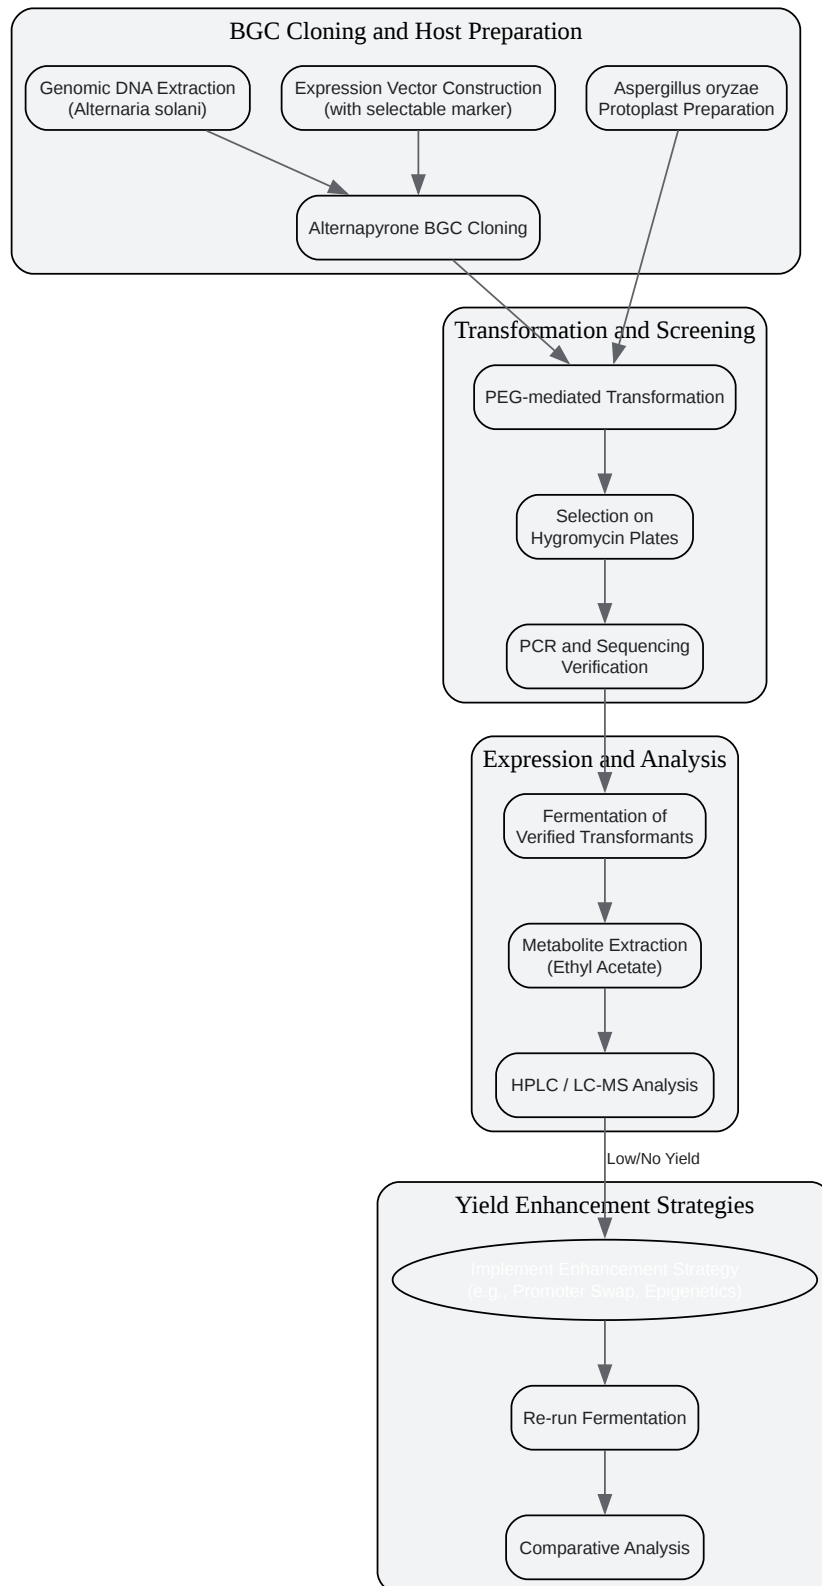 BGC Cloning and Host Preparation
Genomic DNA Extraction
(Alternaria solani)
Expression Vector Construction
(with selectable marker)
Aspergillus oryzae
Protoplast Preparation
Alternapyrone BGC Cloning
Transformation and Screening
PEG-mediated Transformation
Selection on
Hygromycin Plates
PCR and Sequencing
Verification
Expression and Analysis
Fermentation of
Verified Transformants
Metabolite Extraction
(Ethyl Acetate)
HPLC / LC-MS Analysis
Low/No Yield
Yield Enhancement Strategies
Implement Enhancement Strategy
(e.g., Promoter Swap, Epigenetics)
Re-run Fermentation
Comparative Analysis